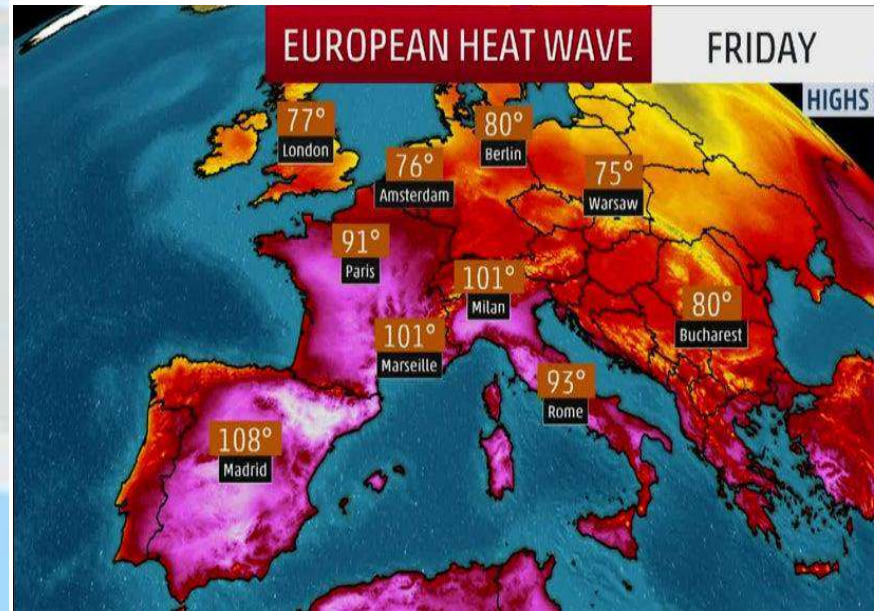 EUROPEAN HEAT WAVE
FRIDAY
HIGHS
77°
London
80°
Berlin
76°
Amsterdam
75°
Warsaw
91°
Paris
101°
Milan
80°
Bucharest
101°
Marseille
93°
Rome
108°
Madrid